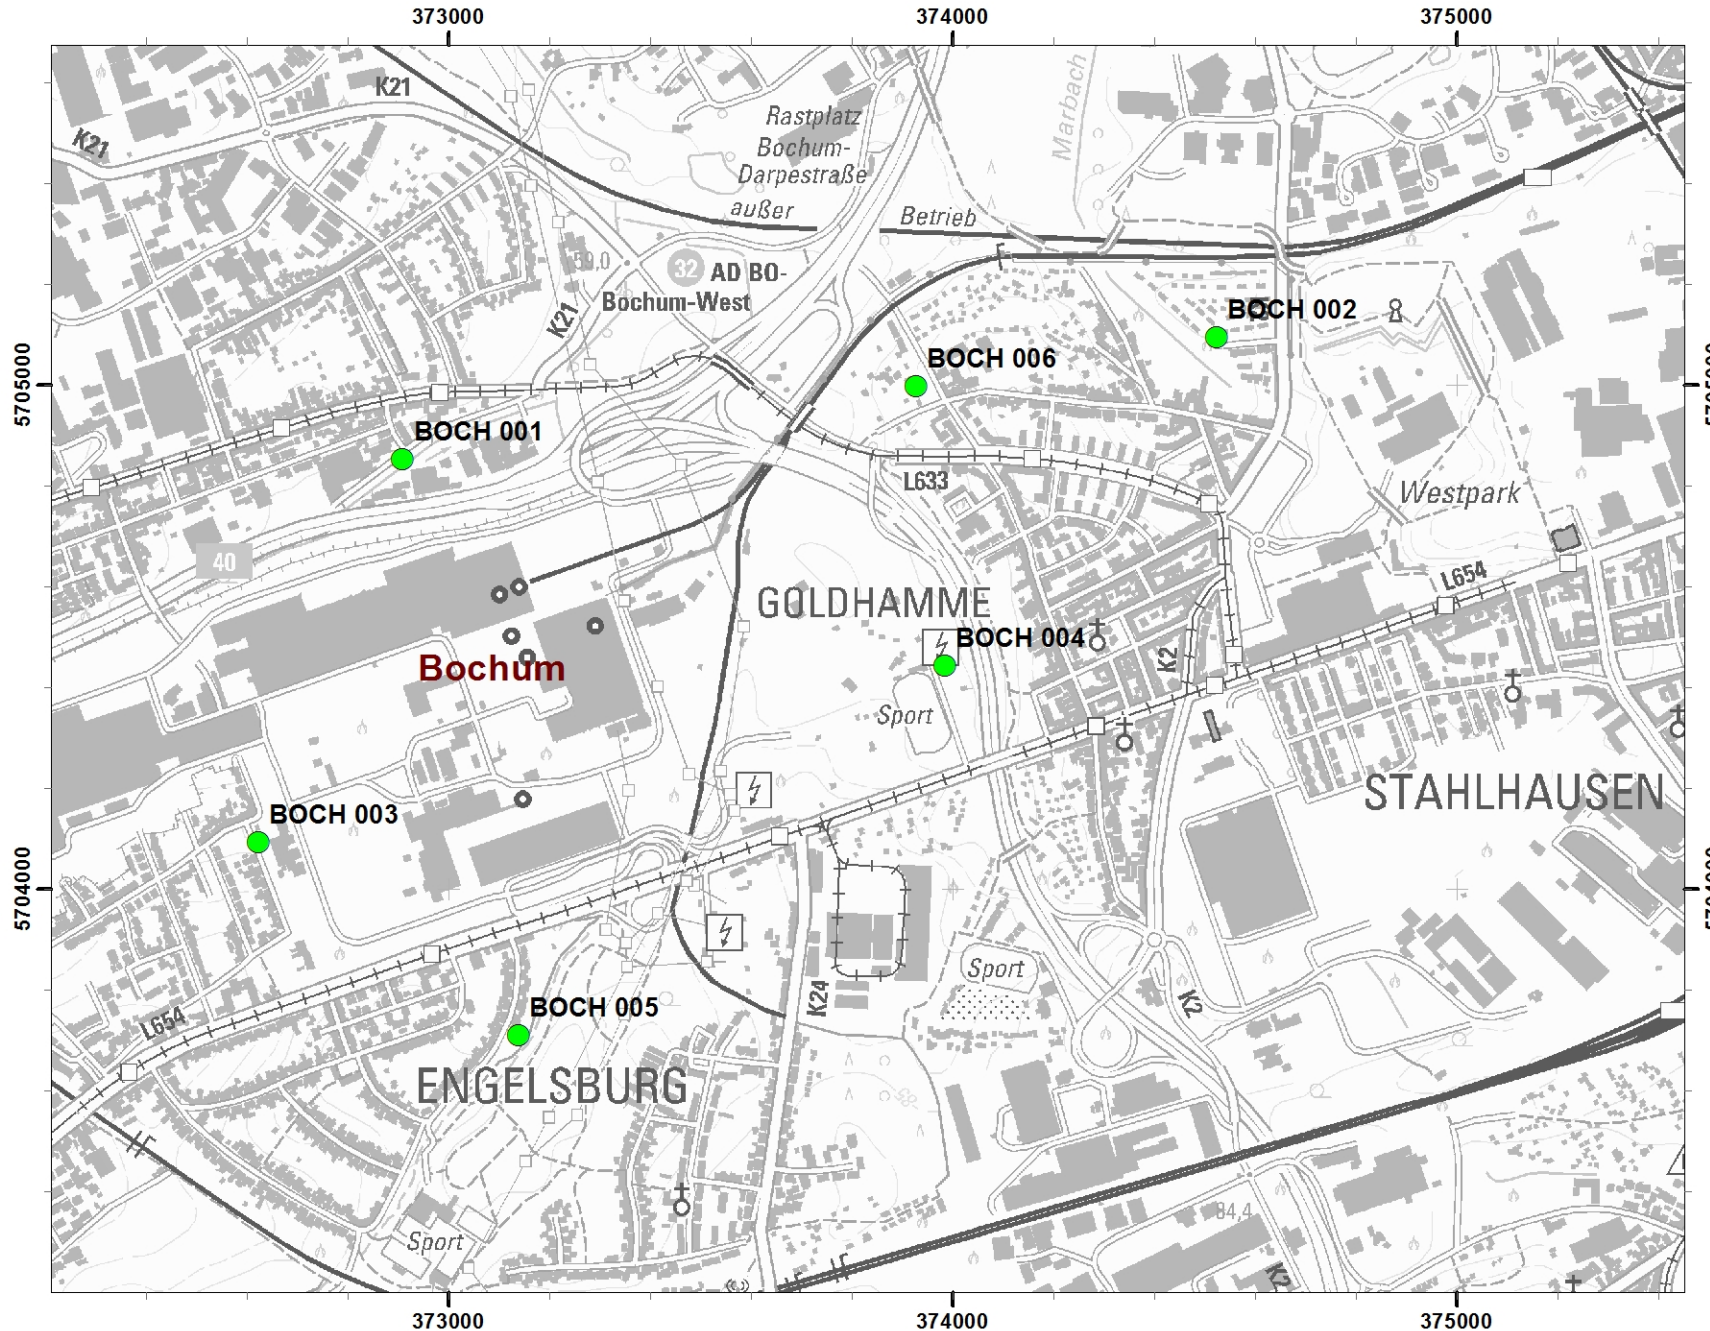 373000
374000
375000
K21
K21
Rastplatz
Bochum-
Darpestraße
Marbach
außer
Betrieb
59,0
32
AD BO-
Bochum-West
K21
BOCH 002
5705000
BOCH 006
5705000
BOCH 001
L633
Westpark
40
L654
GOLDHAMME
BOCH 004
K2
Bochum
Sport
STAHLHAUSEN
BOCH 003
5704000
5704000
Sport
K24
K2
BOCH 005
L654
ENGELSBURG
84,4
Sport
K2
373000
374000
375000